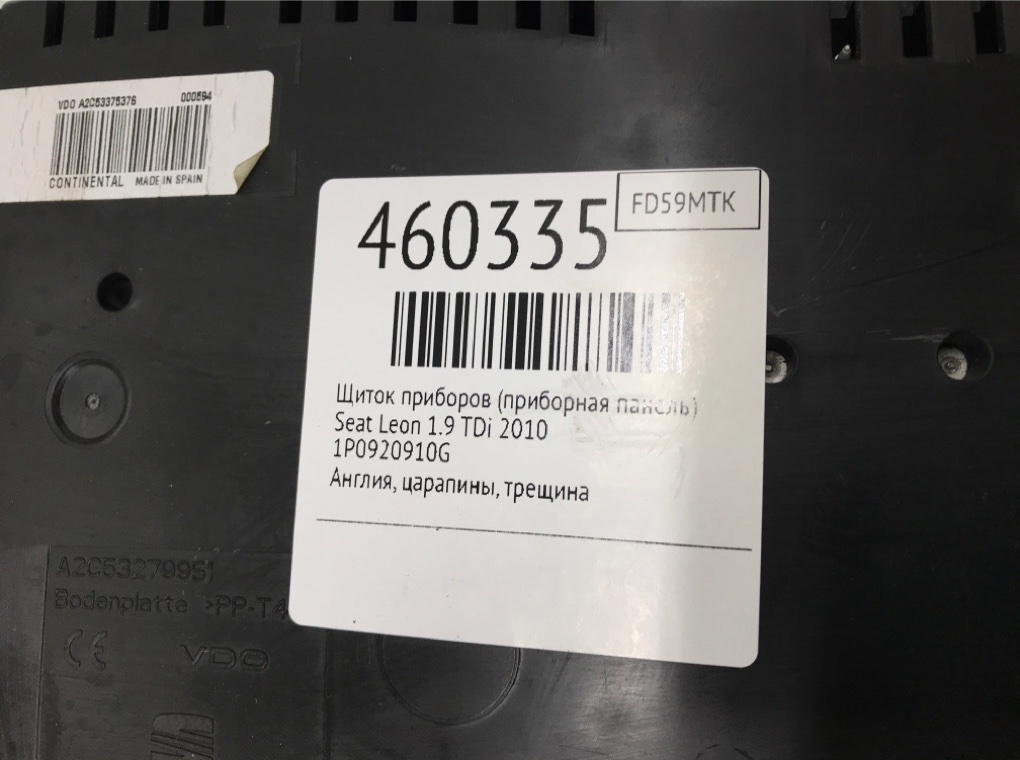 VDO A2C53375376 000594
CONTINENTAL MADE IN SPAIN
460335
FD59MTK
Щиток приборов (приборная панель)
Seat Leon 1.9 TDi 2010
1P0920910G
Англия, царапины, трещина
A2C53279951
Bodenplatte >PP-T4
CE
VDO